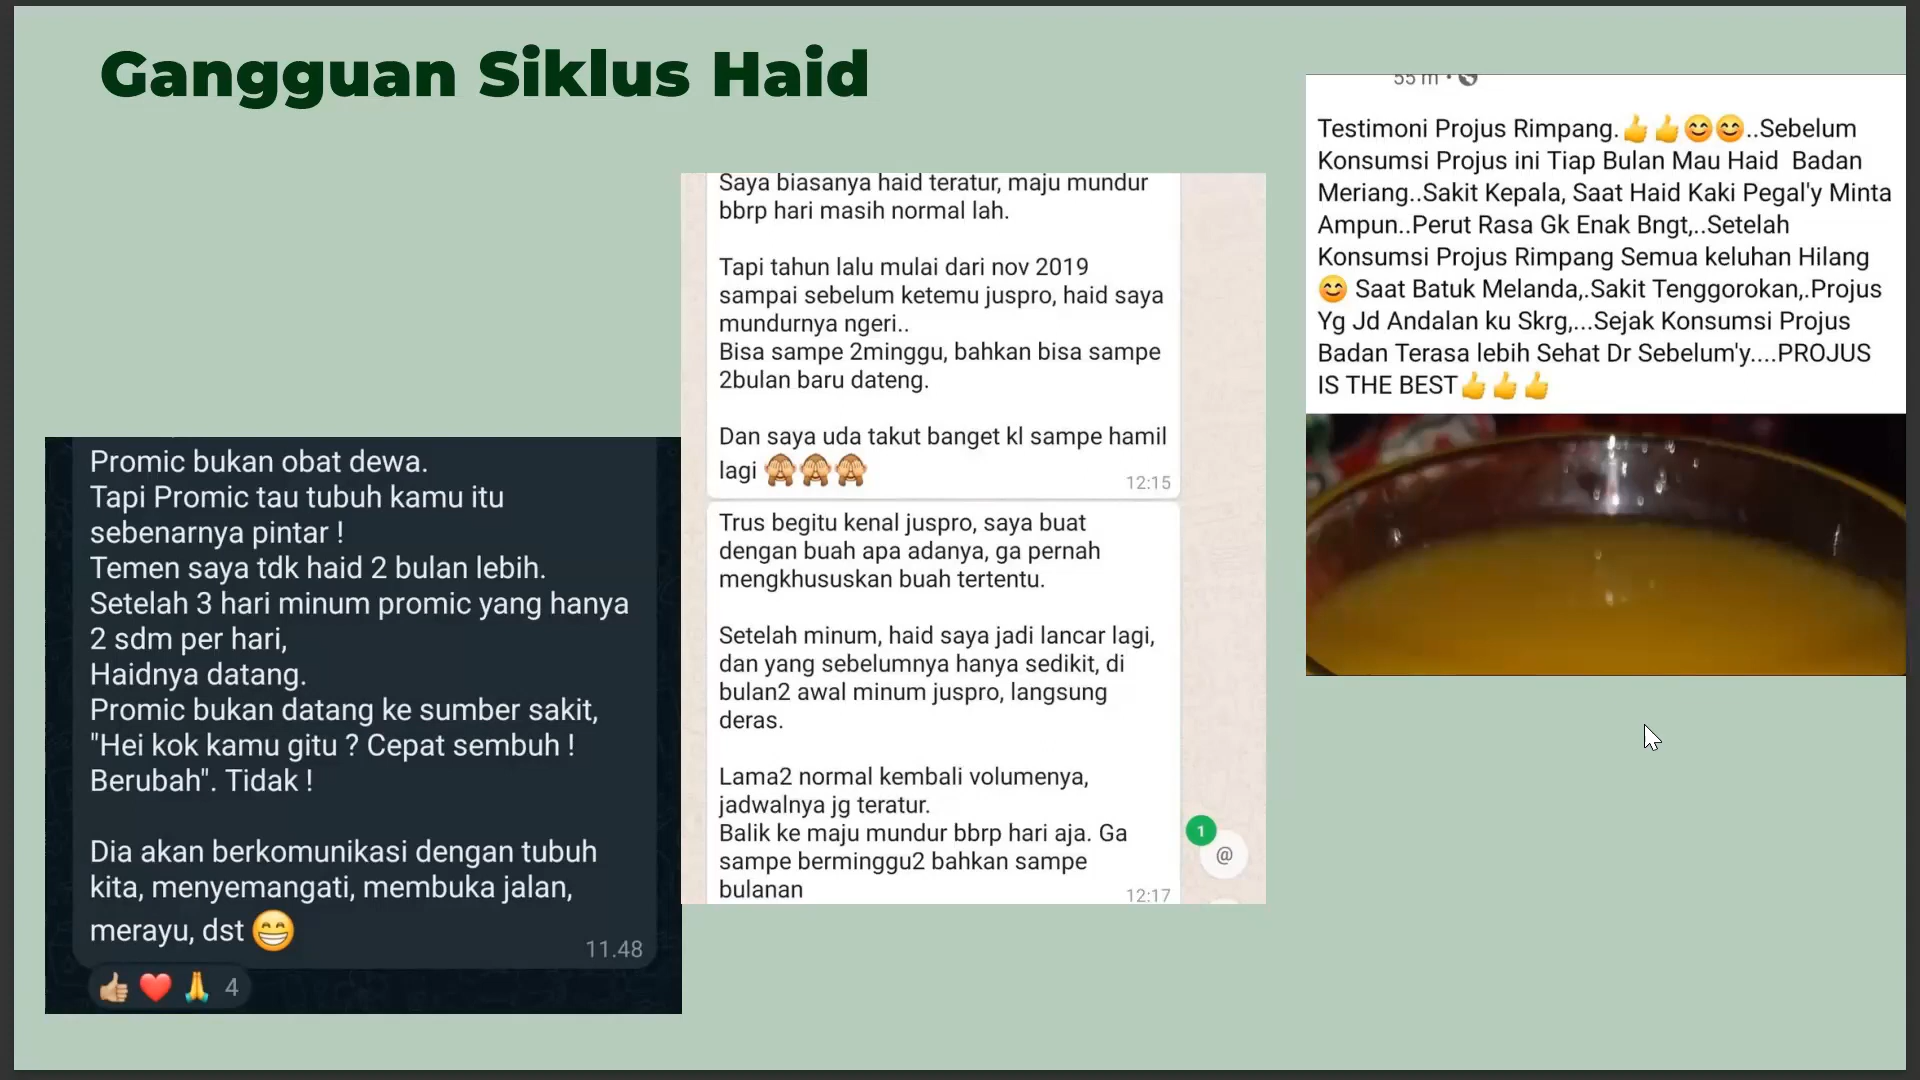 Gangguan Siklus Haid
Promic bukan obat dewa.
Tapi Promic tau tubuh kamu itu
sebenarnya pintar !
Temen saya tdk haid 2 bulan lebih.
Setelah 3 hari minum promic yang hanya
2 sdm per hari,
Haidnya datang.
Promic bukan datang ke sumber sakit,
"Hei kok kamu gitu ? Cepat sembuh !
Berubah". Tidak !
Dia akan berkomunikasi dengan tubuh
kita, menyemangati, membuka jalan,
merayu, dst 😁
11.48
👍🏼 ❤️ 🙏 4
Saya biasanya haid teratur, maju mundur
bbrp hari masih normal lah.
Tapi tahun lalu mulai dari nov 2019
sampai sebelum ketemu juspro, haid saya
mundurnya ngeri..
Bisa sampe 2minggu, bahkan bisa sampe
2bulan baru dateng.
Dan saya uda takut banget kl sampe hamil
lagi 🙈🙈🙈
12:15
Trus begitu kenal juspro, saya buat
dengan buah apa adanya, ga pernah
mengkhususkan buah tertentu.
Setelah minum, haid saya jadi lancar lagi,
dan yang sebelumnya hanya sedikit, di
bulan2 awal minum juspro, langsung
deras.
Lama2 normal kembali volumenya,
jadwalnya jg teratur.
Balik ke maju mundur bbrp hari aja. Ga
sampe berminggu2 bahkan sampe
bulanan
12:17
1
@
55 m •
Testimoni Projus Rimpang.👍👍😊😊..Sebelum
Konsumsi Projus ini Tiap Bulan Mau Haid Badan
Meriang..Sakit Kepala, Saat Haid Kaki Pegal'y Minta
Ampun..Perut Rasa Gk Enak Bngt,..Setelah
Konsumsi Projus Rimpang Semua keluhan Hilang
😊 Saat Batuk Melanda,.Sakit Tenggorokan,.Projus
Yg Jd Andalan ku Skrg,...Sejak Konsumsi Projus
Badan Terasa lebih Sehat Dr Sebelum'y....PROJUS
IS THE BEST👍👍👍